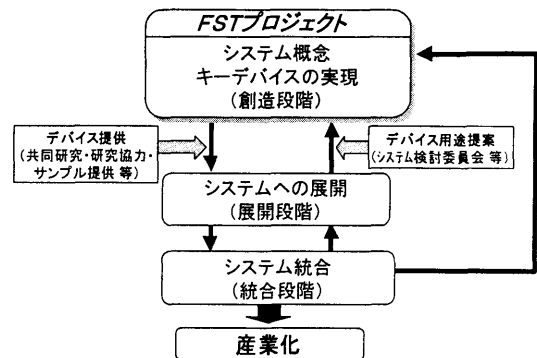 FSTプロジェクト
システム概念
キーデバイスの実現
(創造段階)
デバイス提供
(共同研究・研究協力・
サンプル提供 等)
デバイス用途提案
(システム検討委員会 等)
システムへの展開
(展開段階)
システム統合
(統合段階)
産業化